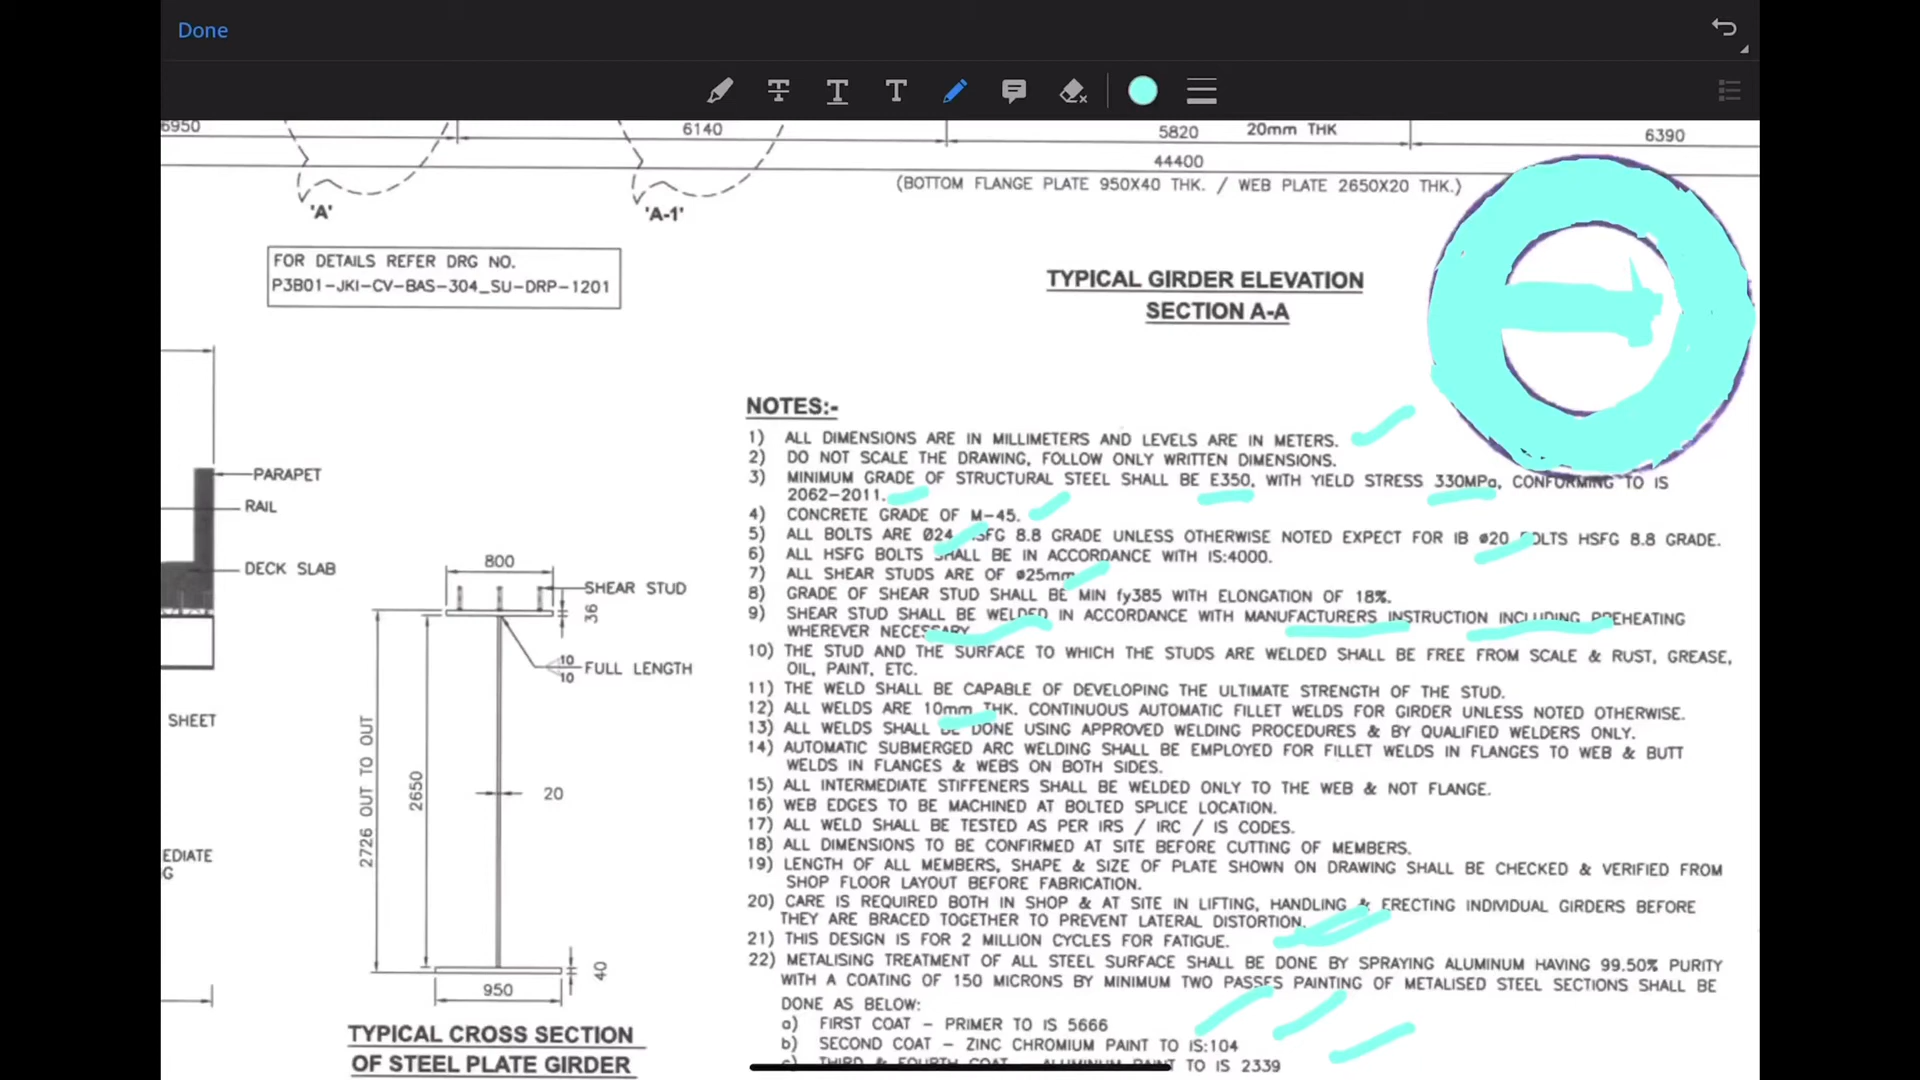 Done
6950
6140
5820
20mm THK
6390
44400
(BOTTOM FLANGE PLATE 950X40 THK. / WEB PLATE 2650X20 THK.)
'A'
'A-1'
FOR DETAILS REFER DRG NO.
P3B01-JKI-CV-BAS-304_SU-DRP-1201
TYPICAL GIRDER ELEVATION
SECTION A-A
PARAPET
RAIL
DECK SLAB
SHEET
EDIATE
G
800
SHEAR STUD
36
10
10
FULL LENGTH
2726 OUT TO OUT
2650
20
40
950
TYPICAL CROSS SECTION
OF STEEL PLATE GIRDER
NOTES:-
1) ALL DIMENSIONS ARE IN MILLIMETERS AND LEVELS ARE IN METERS.
2) DO NOT SCALE THE DRAWING, FOLLOW ONLY WRITTEN DIMENSIONS.
3) MINIMUM GRADE OF STRUCTURAL STEEL SHALL BE E350, WITH YIELD STRESS 330MPa, CONFORMING TO IS
2062-2011.
4) CONCRETE GRADE OF M-45.
5) ALL BOLTS ARE Ø24 HSFG 8.8 GRADE UNLESS OTHERWISE NOTED EXPECT FOR IB ø20 BOLTS HSFG 8.8 GRADE.
6) ALL HSFG BOLTS SHALL BE IN ACCORDANCE WITH IS:4000.
7) ALL SHEAR STUDS ARE OF ø25mm
8) GRADE OF SHEAR STUD SHALL BE MIN fy385 WITH ELONGATION OF 18%.
9) SHEAR STUD SHALL BE WELDED IN ACCORDANCE WITH MANUFACTURERS INSTRUCTION INCLUDING PREHEATING
WHEREVER NECESSARY
10) THE STUD AND THE SURFACE TO WHICH THE STUDS ARE WELDED SHALL BE FREE FROM SCALE & RUST, GREASE,
OIL, PAINT, ETC.
11) THE WELD SHALL BE CAPABLE OF DEVELOPING THE ULTIMATE STRENGTH OF THE STUD.
12) ALL WELDS ARE 10mm THK. CONTINUOUS AUTOMATIC FILLET WELDS FOR GIRDER UNLESS NOTED OTHERWISE.
13) ALL WELDS SHALL BE DONE USING APPROVED WELDING PROCEDURES & BY QUALIFIED WELDERS ONLY.
14) AUTOMATIC SUBMERGED ARC WELDING SHALL BE EMPLOYED FOR FILLET WELDS IN FLANGES TO WEB & BUTT
WELDS IN FLANGES & WEBS ON BOTH SIDES.
15) ALL INTERMEDIATE STIFFENERS SHALL BE WELDED ONLY TO THE WEB & NOT FLANGE.
16) WEB EDGES TO BE MACHINED AT BOLTED SPLICE LOCATION.
17) ALL WELD SHALL BE TESTED AS PER IRS / IRC / IS CODES.
18) ALL DIMENSIONS TO BE CONFIRMED AT SITE BEFORE CUTTING OF MEMBERS.
19) LENGTH OF ALL MEMBERS, SHAPE & SIZE OF PLATE SHOWN ON DRAWING SHALL BE CHECKED & VERIFIED FROM
SHOP FLOOR LAYOUT BEFORE FABRICATION.
20) CARE IS REQUIRED BOTH IN SHOP & AT SITE IN LIFTING, HANDLING & ERECTING INDIVIDUAL GIRDERS BEFORE
THEY ARE BRACED TOGETHER TO PREVENT LATERAL DISTORTION.
21) THIS DESIGN IS FOR 2 MILLION CYCLES FOR FATIGUE.
22) METALISING TREATMENT OF ALL STEEL SURFACE SHALL BE DONE BY SPRAYING ALUMINUM HAVING 99.50% PURITY
WITH A COATING OF 150 MICRONS BY MINIMUM TWO PASSES PAINTING OF METALISED STEEL SECTIONS SHALL BE
DONE AS BELOW:
a) FIRST COAT - PRIMER TO IS 5666
b) SECOND COAT - ZINC CHROMIUM PAINT TO IS:104
c) THIRD & FOURTH COAT - ALUMINUM PAINT TO IS 2339